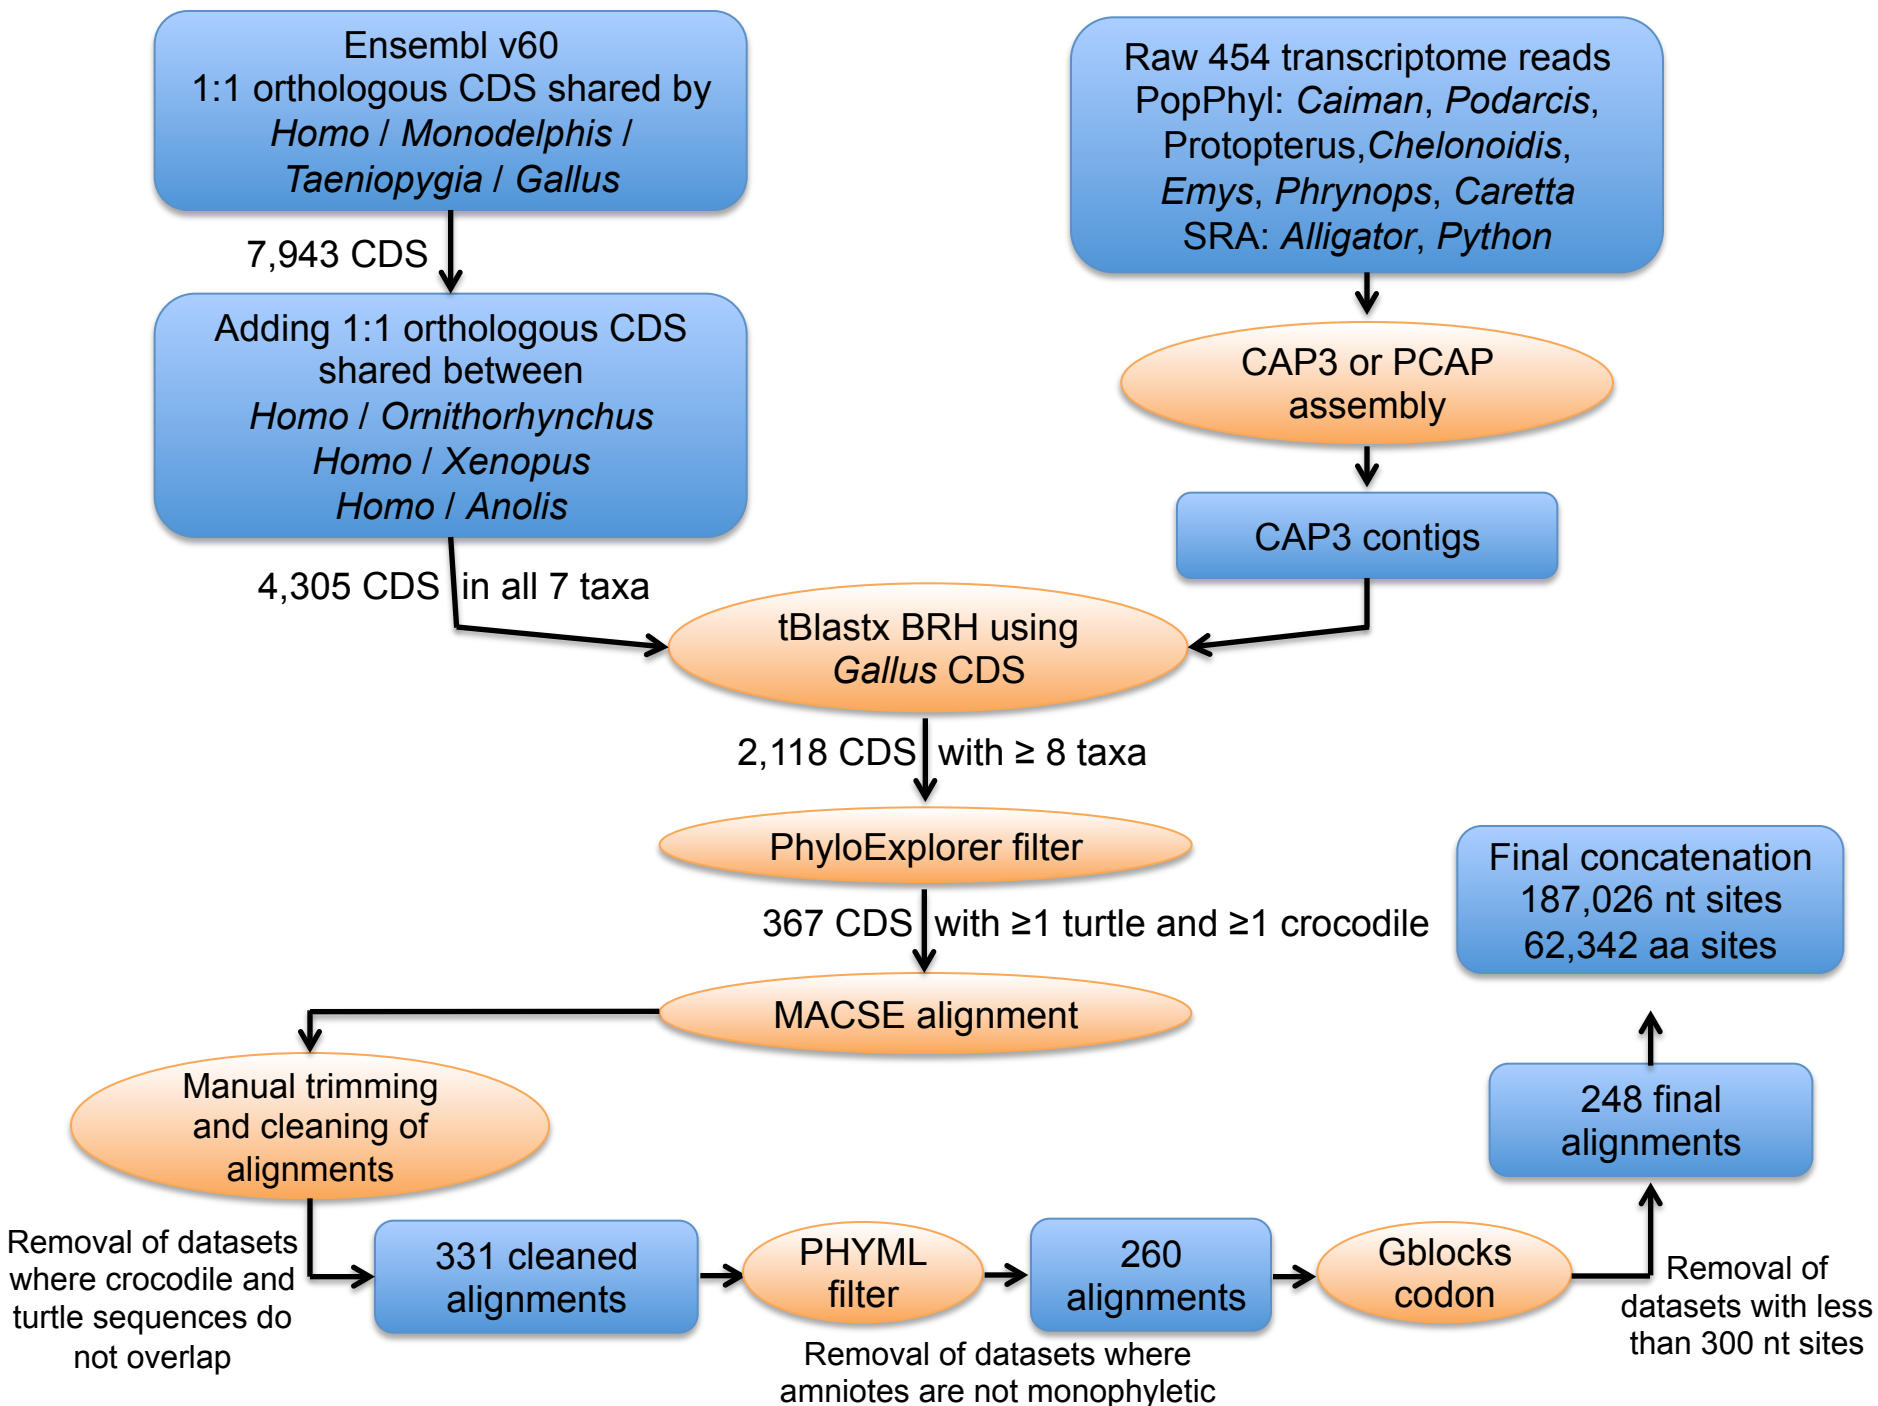 Ensembl v60
1:1 orthologous CDS shared by
Homo / Monodelphis /
Taeniopygia / Gallus
7,943 CDS
Adding 1:1 orthologous CDS
shared between
Homo / Ornithorhynchus
Homo / Xenopus
Homo / Anolis
4,305 CDS in all 7 taxa
Raw 454 transcriptome reads
PopPhyl: Caiman, Podarcis,
Protopterus,Chelonoidis,
Emys, Phrynops, Caretta
SRA: Alligator, Python
CAP3 or PCAP
assembly
CAP3 contigs
tBlastx BRH using
Gallus CDS
2,118 CDS with ≥ 8 taxa
PhyloExplorer filter
367 CDS with ≥1 turtle and ≥1 crocodile
MACSE alignment
Manual trimming
and cleaning of
alignments
Removal of datasets
where crocodile and
turtle sequences do
not overlap
331 cleaned
alignments
PHYML
filter
Removal of datasets where
amniotes are not monophyletic
260
alignments
Gblocks
codon
Removal of
datasets with less
than 300 nt sites
248 final
alignments
Final concatenation
187,026 nt sites
62,342 aa sites